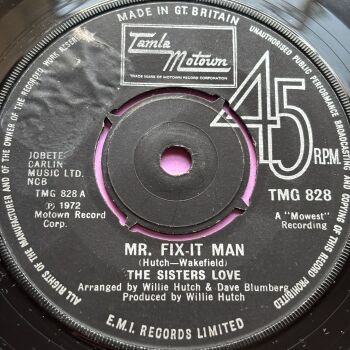 MADE IN GT. BRITAIN
UNAUTHORISED PUBLIC PERFORMANCE BROADCASTING AND COPYING OF THIS RECORD PROHIBITED
ALL RIGHTS OF THE MANUFACTURER AND OF THE OWNER OF THE RECORDED WORK RESERVED
Tamla
Motown
TRADE MARKS OF MOTOWN RECORD CORPORATION
45
RPM.
JOBETE/
CARLIN
MUSIC LTD.
NCB
TMG 828 A
℗ 1972
Motown Record
Corp.
TMG 828
A "Mowest"
Recording
MR. FIX-IT MAN
(Hutch—Wakefield)
THE SISTERS LOVE
Arranged by Willie Hutch & Dave Blumberg
Produced by Willie Hutch
E.M.I. RECORDS LIMITED